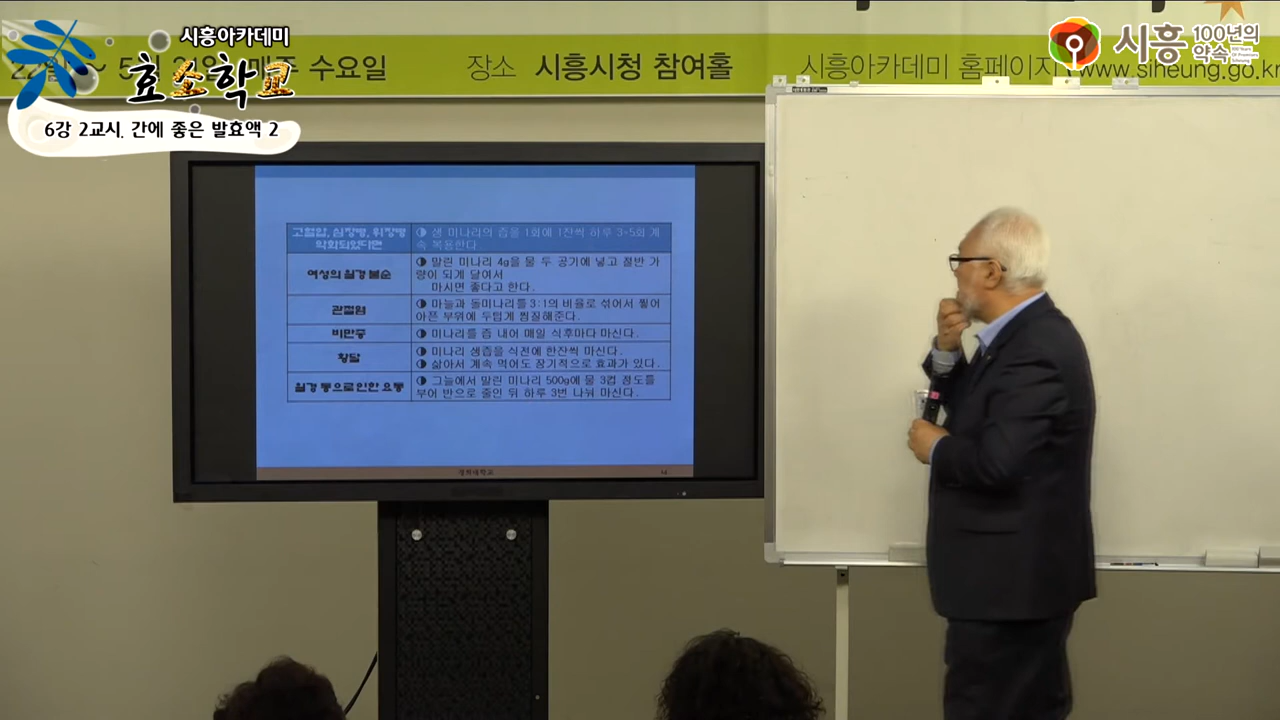 시흥아카데미
효소학교
6강 2교시. 간에 좋은 발효액 2
수요일
장소 시흥시청 참여홀
시흥아카데미 홈페이지
www.siheung.go.kr
시흥 100년의
약속
고혈압, 심장병, 위장병
악화되었다면
◑ 생 미나리의 즙을 1회에 1잔씩 하루 3-5회 계
속 복용한다.
여성의 월경 불순
◑ 말린 미나리 4g을 물 두 공기에 넣고 절반 가
량이 되게 달여서
마시면 좋다고 한다.
관절염
◑ 마늘과 돌미나리를 3:1의 비율로 섞어서 찧어
아픈 부위에 두텁게 찜질해준다.
비만증
◑ 미나리를 즙 내어 매일 식후마다 마신다.
황달
◑ 미나리 생즙을 식전에 한잔씩 마신다.
◑ 삶아서 계속 먹어도 장기적으로 효과가 있다.
월경 통으로인한 요통
◑ 그늘에서 말린 미나리 500g에 물 3컵 정도를
부어 반으로 줄인 뒤 하루 3번 나눠 마신다.